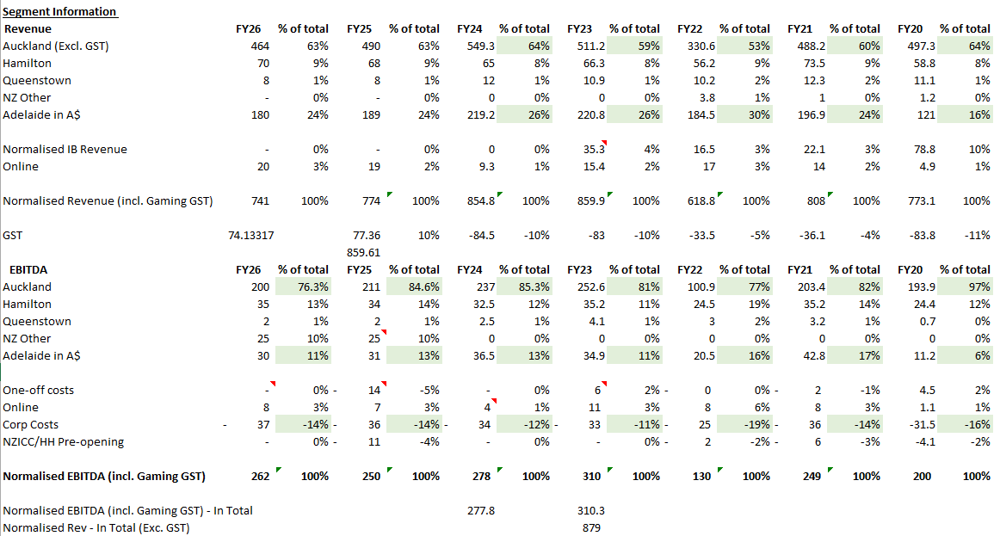 Segment Information
Revenue FY26 % of total FY25 % of total FY24 % of total FY23 % of total FY22 % of total FY21 % of total FY20 % of total
Auckland (Excl. GST) 464 63% 490 63% 549.3 64% 511.2 59% 330.6 53% 488.2 60% 497.3 64%
Hamilton 70 9% 68 9% 65 8% 66.3 8% 56.2 9% 73.5 9% 58.8 8%
Queenstown 8 1% 8 1% 12 1% 10.9 1% 10.2 2% 12.3 2% 11.1 1%
NZ Other - 0% - 0% 0 0% 0 0% 3.8 1% 1 0% 1.2 0%
Adelaide in A$ 180 24% 189 24% 219.2 26% 220.8 26% 184.5 30% 196.9 24% 121 16%
Normalised IB Revenue - 0% - 0% 0 0% 35.3 4% 16.5 3% 22.1 3% 78.8 10%
Online 20 3% 19 2% 9.3 1% 15.4 2% 17 3% 14 2% 4.9 1%
Normalised Revenue (incl. Gaming GST) 741 100% 774 100% 854.8 100% 859.9 100% 618.8 100% 808 100% 773.1 100%
GST 74.13317 77.36 10% -84.5 -10% -83 -10% -33.5 -5% -36.1 -4% -83.8 -11%
859.61
EBITDA FY26 % of total FY25 % of total FY24 % of total FY23 % of total FY22 % of total FY21 % of total FY20 % of total
Auckland 200 76.3% 211 84.6% 237 85.3% 252.6 81% 100.9 77% 203.4 82% 193.9 97%
Hamilton 35 13% 34 14% 32.5 12% 35.2 11% 24.5 19% 35.2 14% 24.4 12%
Queenstown 2 1% 2 1% 2.5 1% 4.1 1% 3 2% 3.2 1% 0.7 0%
NZ Other 25 10% 25 10% 0 0% 0 0% 0 0% 0 0% 0 0%
Adelaide in A$ 30 11% 31 13% 36.5 13% 34.9 11% 20.5 16% 42.8 17% 11.2 6%
One-off costs - 0% - 14 -5% - 0% 6 2% - 0 0% - 2 -1% 4.5 2%
Online 8 3% 7 3% 4 1% 11 3% 8 6% 8 3% 1.1 1%
Corp Costs - 37 -14% - 36 -14% - 34 -12% - 33 -11% - 25 -19% - 36 -14% -31.5 -16%
NZICC/HH Pre-opening - 0% - 11 -4% - 0% - 0% - 2 -2% - 6 -3% -4.1 -2%
Normalised EBITDA (incl. Gaming GST) 262 100% 250 100% 278 100% 310 100% 130 100% 249 100% 200 100%
Normalised EBITDA (incl. Gaming GST) - In Total 277.8 310.3
Normalised Rev - In Total (Exc. GST) 879